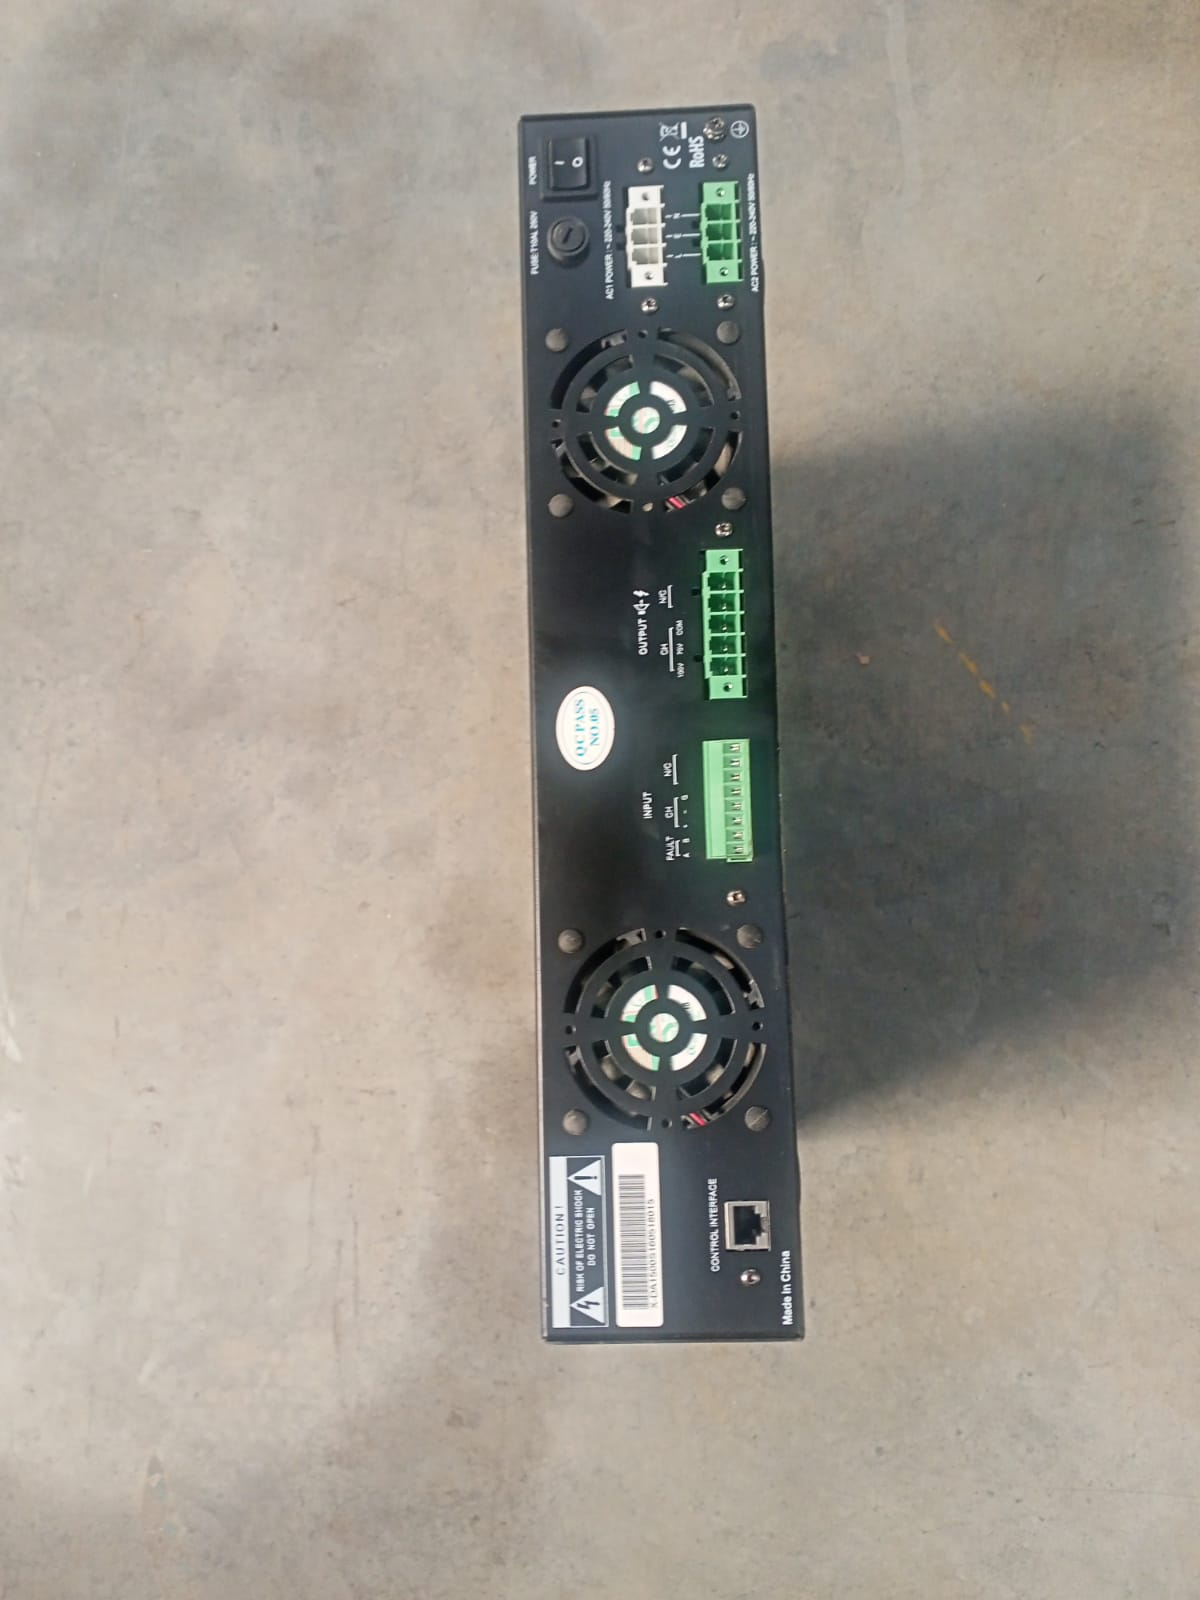 CAUTION!
RISK OF ELECTRIC SHOCK
DO NOT OPEN
CONTROL INTERFACE
Made in China
INPUT
FAULT CH N/C
A B
G
QC PASS
NO.05
OUTPUT
CH N/C
100V 70V COM
FUSE: T10AL 250V
POWER
AC1 POWER : ~ 220-240V 50/60Hz
L E N
CE
RoHS
AC2 POWER : ~ 220-240V 50/60Hz